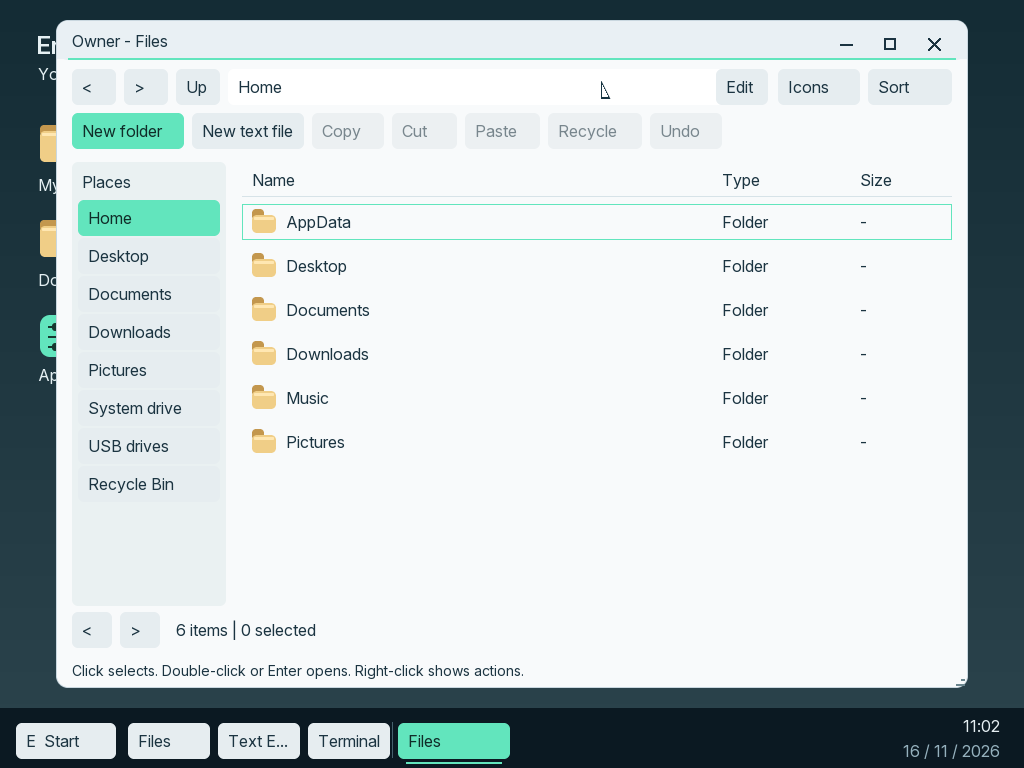 Owner - Files
< > Up Home Edit Icons Sort
New folder New text file Copy Cut Paste Recycle Undo
Places
Home
Desktop
Documents
Downloads
Pictures
System drive
USB drives
Recycle Bin
Name Type Size
AppData Folder -
Desktop Folder -
Documents Folder -
Downloads Folder -
Music Folder -
Pictures Folder -
< > 6 items | 0 selected
Click selects. Double-click or Enter opens. Right-click shows actions.
E Start Files Text E... Terminal Files
11:02
16 / 11 / 2026